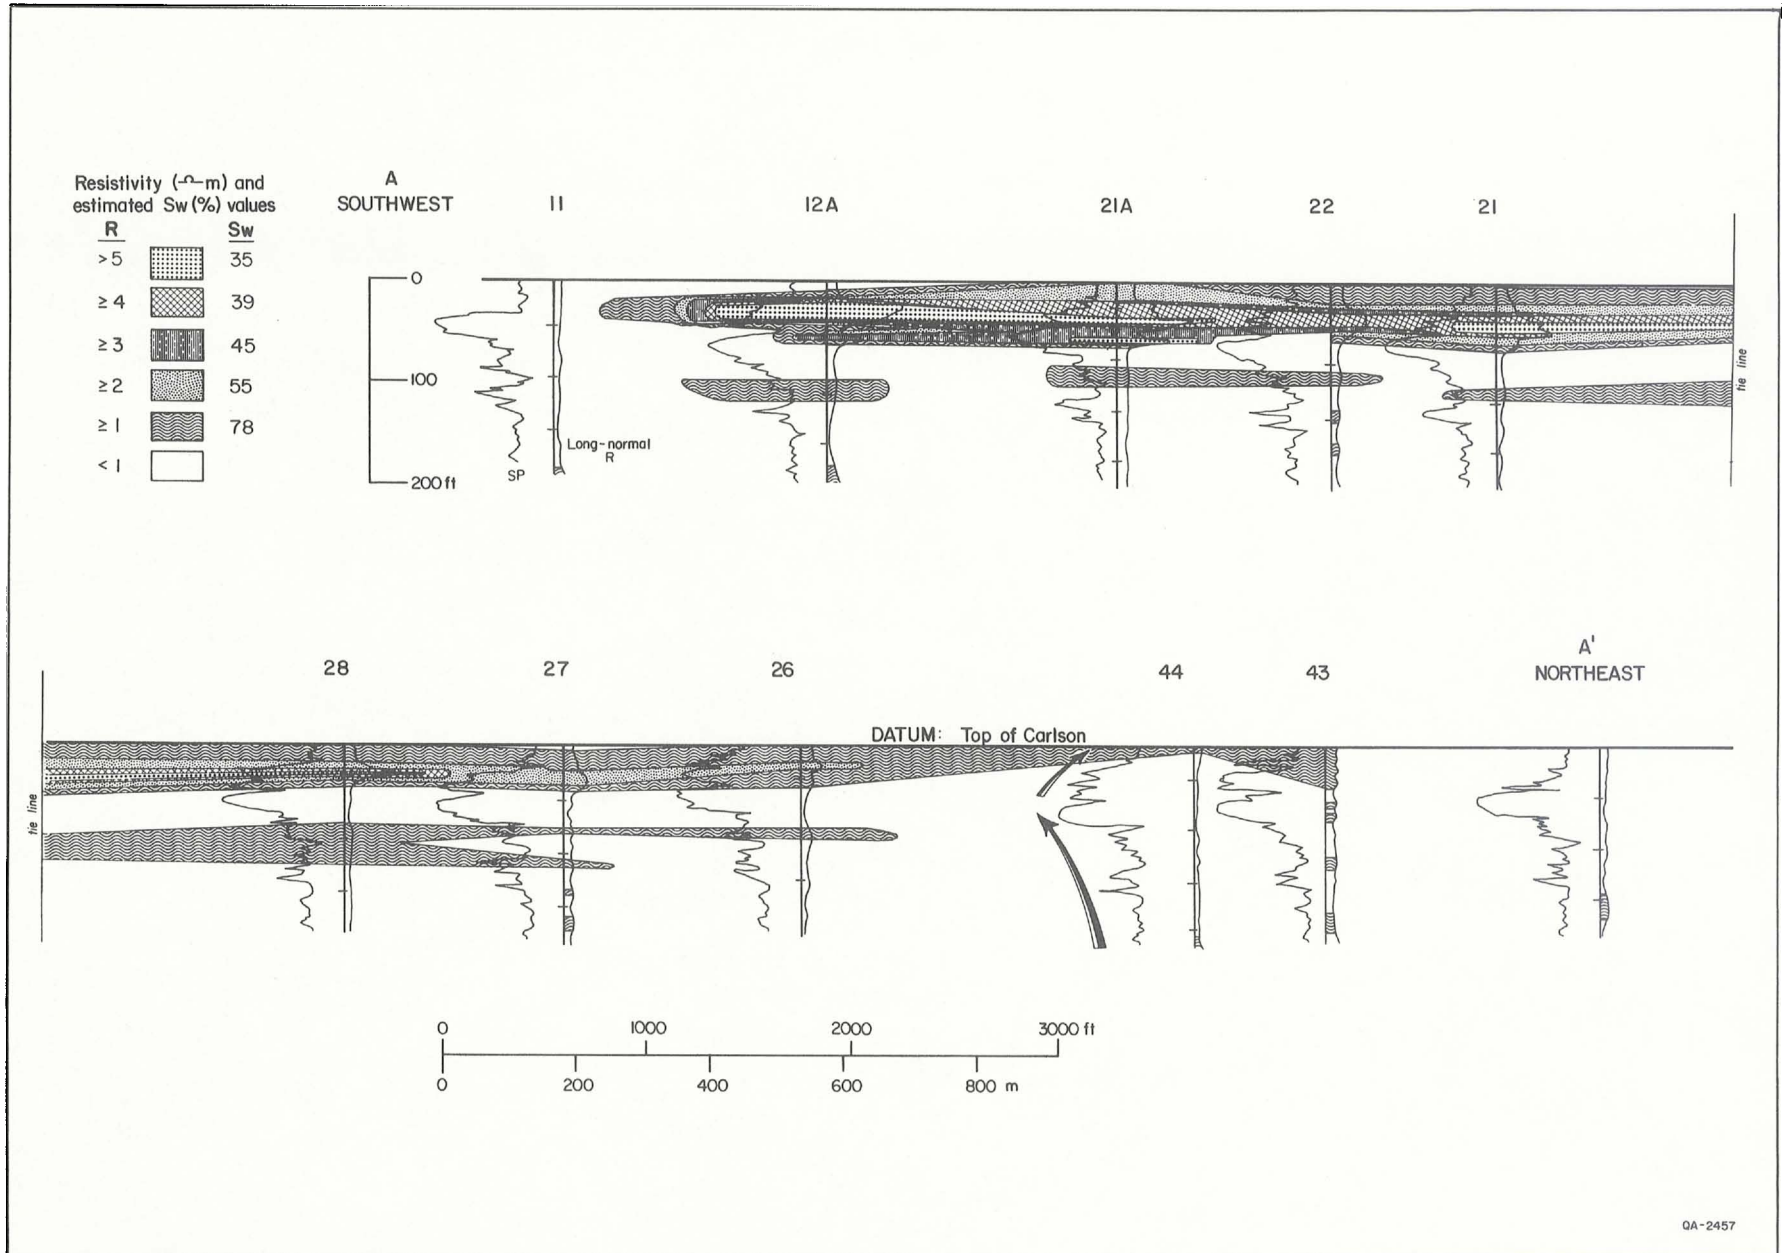 Resistivity (Ω-m) and
estimated Sw (%) values
R Sw
>5 35
≥4 39
≥3 45
≥2 55
≥1 78
<1
A
SOUTHWEST
11
12A
21A
22
21
0
100
200 ft
SP
Long-normal
R
tie line
28
27
26
44
43
A'
NORTHEAST
DATUM: Top of Carlson
tie line
0 1000 2000 3000 ft
0 200 400 600 800 m
QA-2457